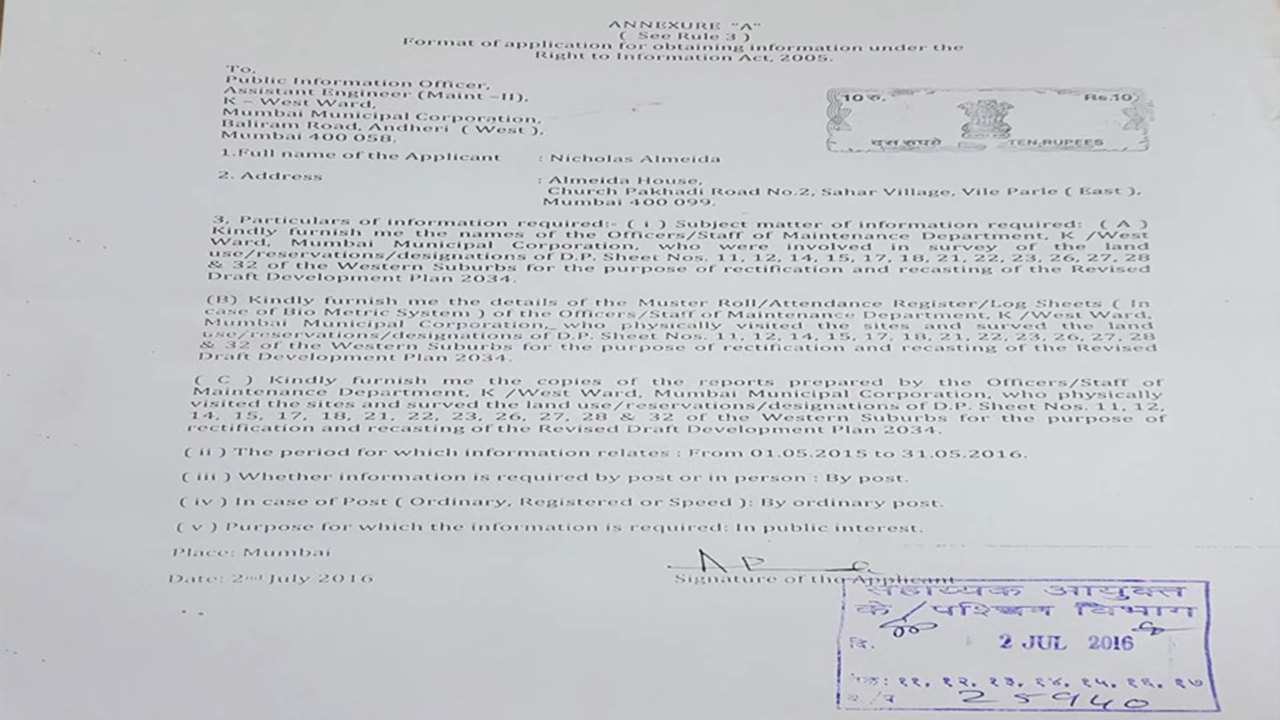 ANNEXURE "A"
( See Rule 3 )
Format of application for obtaining information under the
Right to Information Act, 2005.
To,
Public Information Officer,
Assistant Engineer (Maint –II),
K – West Ward,
Mumbai Municipal Corporation,
Baliram Road, Andheri ( West ),
Mumbai 400 058.
10 रु. Rs.10
दस रुपये TEN RUPEES
1.Full name of the Applicant : Nicholas Almeida
2. Address : Almeida House,
Church Pakhadi Road No.2, Sahar Village, Vile Parle ( East ),
Mumbai 400 099.
3, Particulars of information required:- ( i ) Subject matter of information required: ( A )
Kindly furnish me the names of the Officers/Staff of Maintenance Department, K /West
Ward, Mumbai Municipal Corporation, who were involved in survey of the land
use/reservations/designations of D.P. Sheet Nos. 11, 12, 14, 15, 17, 18, 21, 22, 23, 26, 27, 28
& 32 of the Western Suburbs for the purpose of rectification and recasting of the Revised
Draft Development Plan 2034.
(B) Kindly furnish me the details of the Muster Roll/Attendance Register/Log Sheets ( In
case of Bio Metric System ) of the Officers/Staff of Maintenance Department, K /West Ward,
Mumbai Municipal Corporation, who physically visited the sites and surved the land
use/reservations/designations of D.P. Sheet Nos. 11, 12, 14, 15, 17, 18, 21, 22, 23, 26, 27, 28
& 32 of the Western Suburbs for the purpose of rectification and recasting of the Revised
Draft Development Plan 2034.
( C ) Kindly furnish me the copies of the reports prepared by the Officers/Staff of
Maintenance Department, K /West Ward, Mumbai Municipal Corporation, who physically
visited the sites and surved the land use/reservations/designations of D.P. Sheet Nos. 11, 12,
14, 15, 17, 18, 21, 22, 23, 26, 27, 28 & 32 of the Western Suburbs for the purpose of
rectification and recasting of the Revised Draft Development Plan 2034.
( ii ) The period for which information relates : From 01.05.2015 to 31.05.2016.
( iii ) Whether information is required by post or in person : By post.
( iv ) In case of Post ( Ordinary, Registered or Speed ): By ordinary post.
( v ) Purpose for which the information is required: In public interest.
Place: Mumbai
Date: 2nd July 2016
Signature of the Applicant
सहाय्यक आयुक्त
के / पश्चिम विभाग
दि. 2 JUL 2016
११, १२, १३, १४, १५, १६, १७
25940